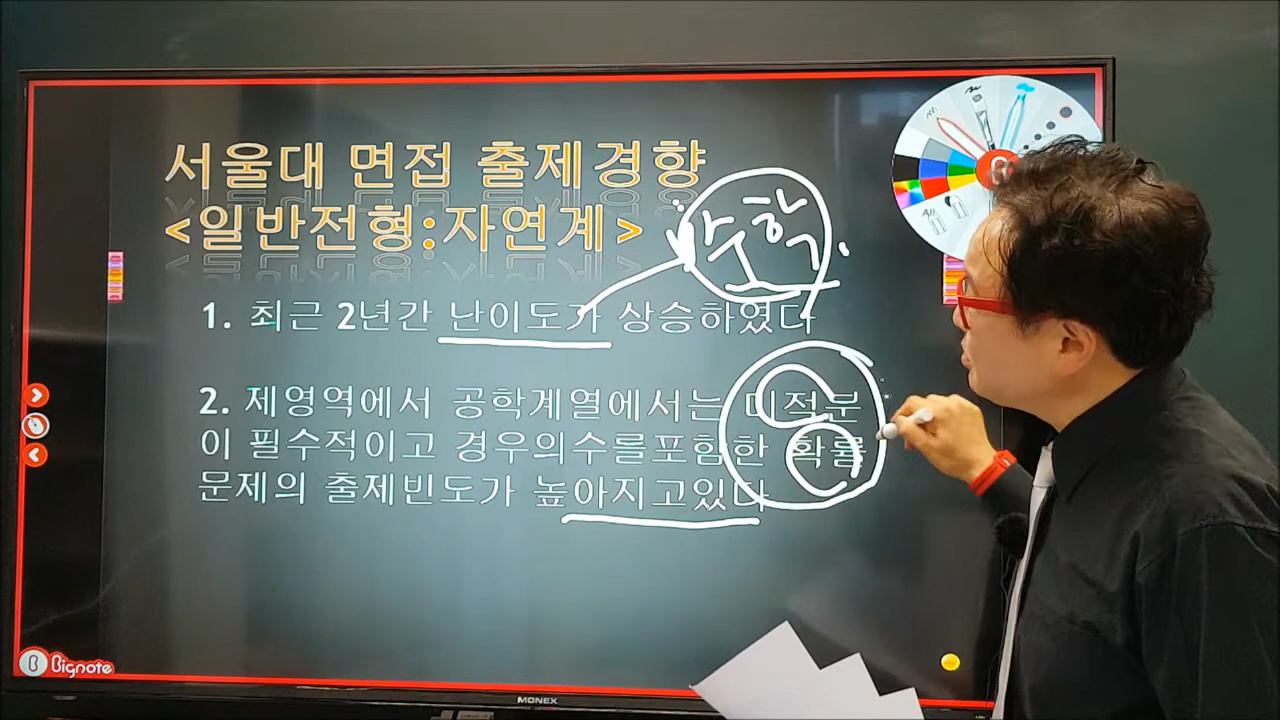 서울대 면접 출제경향
<일반전형:자연계>
수학
1. 최근 2년간 난이도가 상승하였다
2. 제영역에서 공학계열에서는 미적분
이 필수적이고 경우의수를포함한 확률
문제의 출제빈도가 높아지고있다
Bignote
MONEX